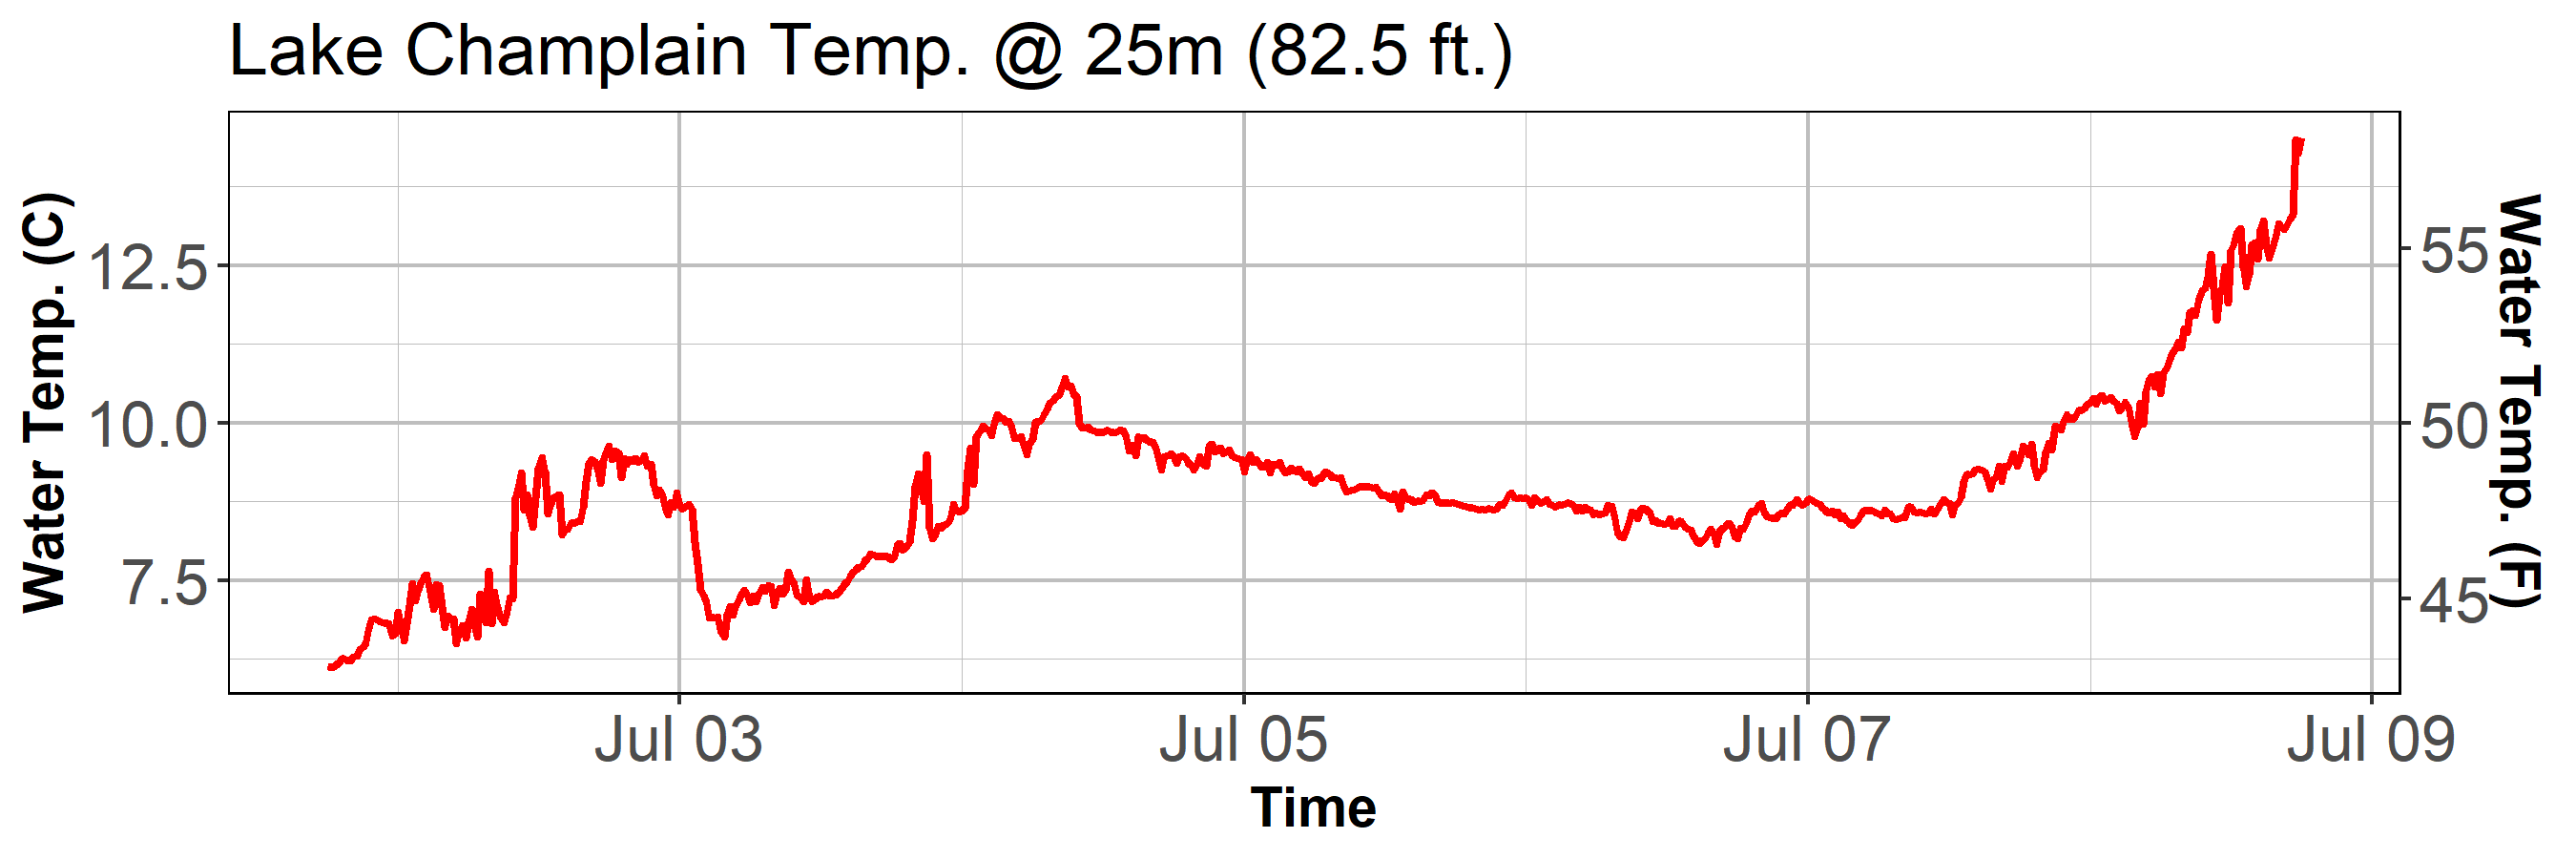 Lake Champlain Temp. @ 25m (82.5 ft.)
Water Temp. (C)
12.5
10.0
7.5
55
50
45
Water Temp. (F)
Jul 03 Jul 05 Jul 07 Jul 09
Time